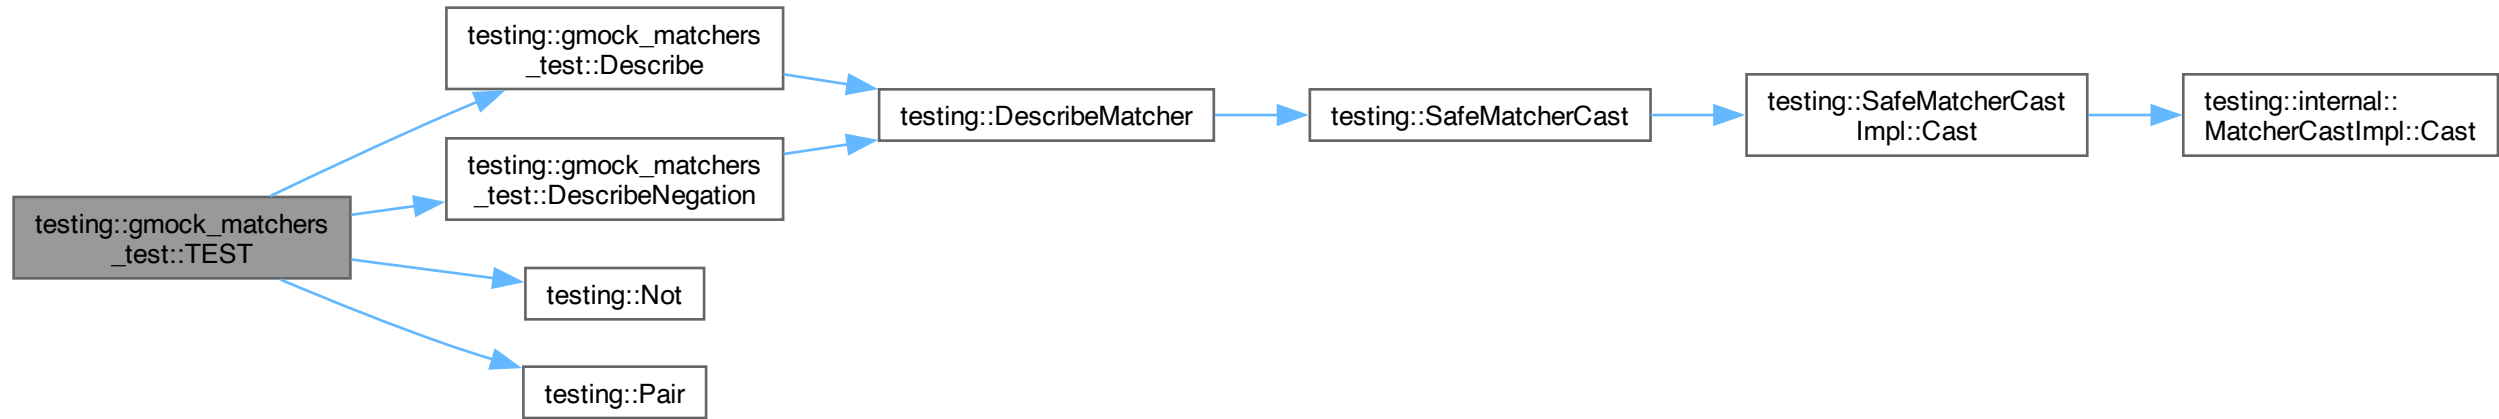 testing::gmock_matchers
_test::TEST
testing::gmock_matchers
_test::Describe
testing::gmock_matchers
_test::DescribeNegation
testing::Not
testing::Pair
testing::DescribeMatcher
testing::SafeMatcherCast
testing::SafeMatcherCast
Impl::Cast
testing::internal::
MatcherCastImpl::Cast